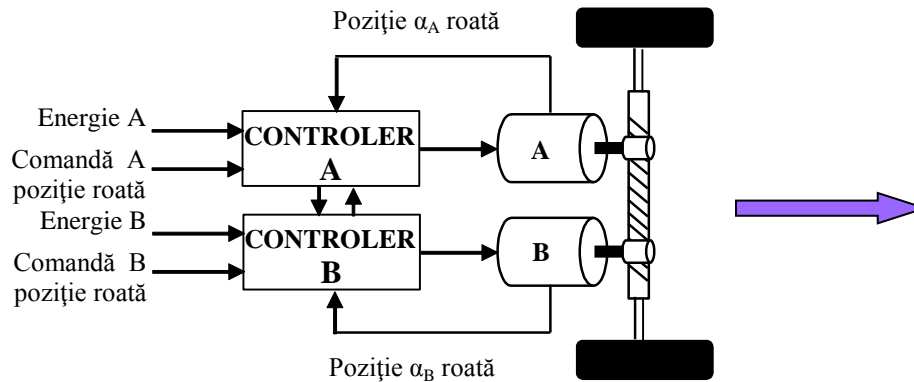 Poziţie αA roată
Energie A
Comandă A
poziţie roată
CONTROLER
A
A
Energie B
Comandă B
poziţie roată
CONTROLER
B
B
Poziţie αB roată